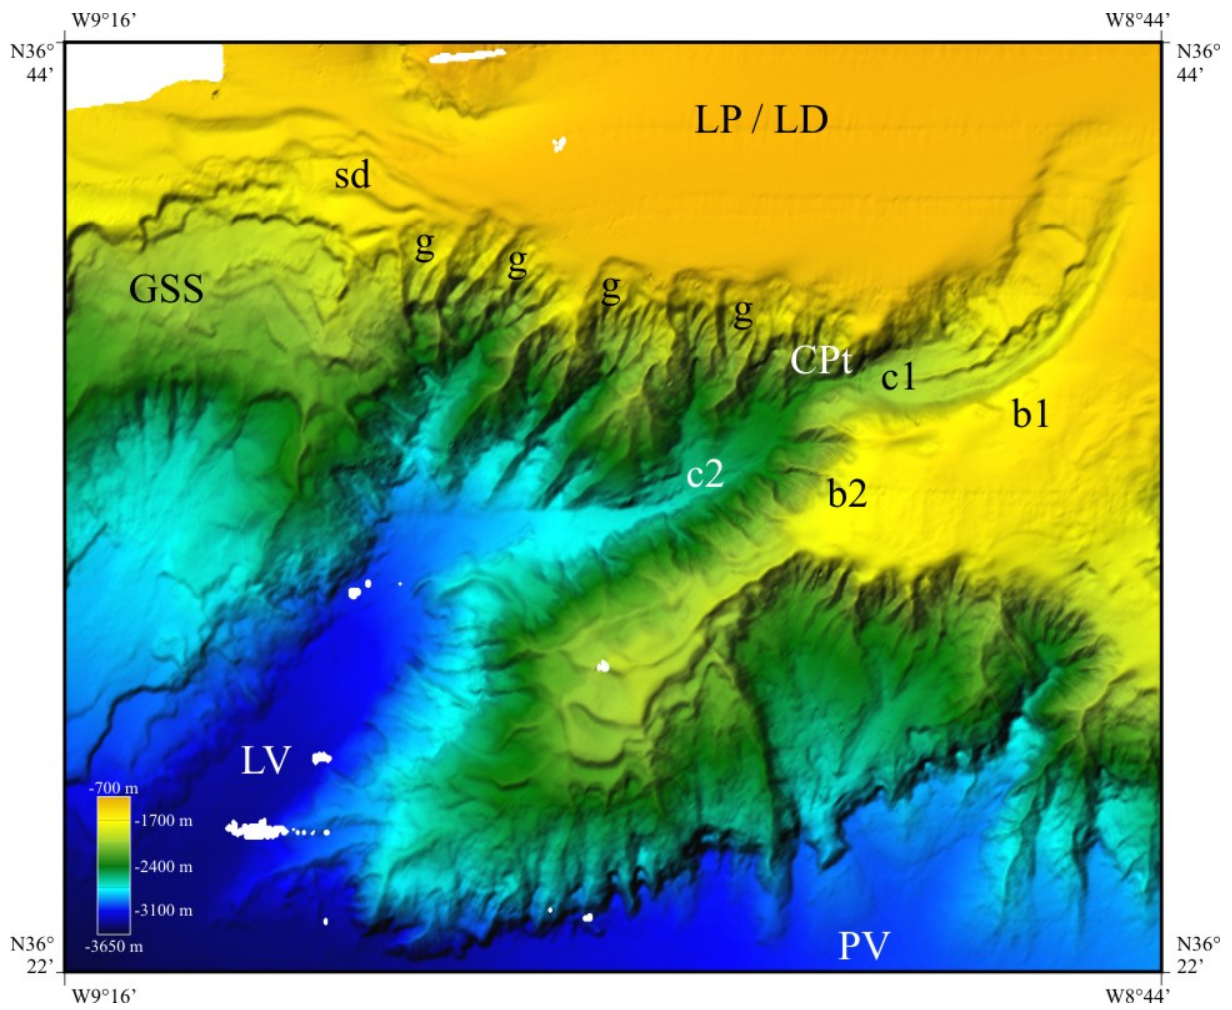 W9°16’
W8°44’
N36°
44’
N36°
44’
LP / LD
sd
g
g
GSS
g
g
CPt
c1
b1
c2
b2
LV
-700 m
-1700 m
-2400 m
-3100 m
-3650 m
PV
N36°
22’
N36°
22’
W9°16’
W8°44’